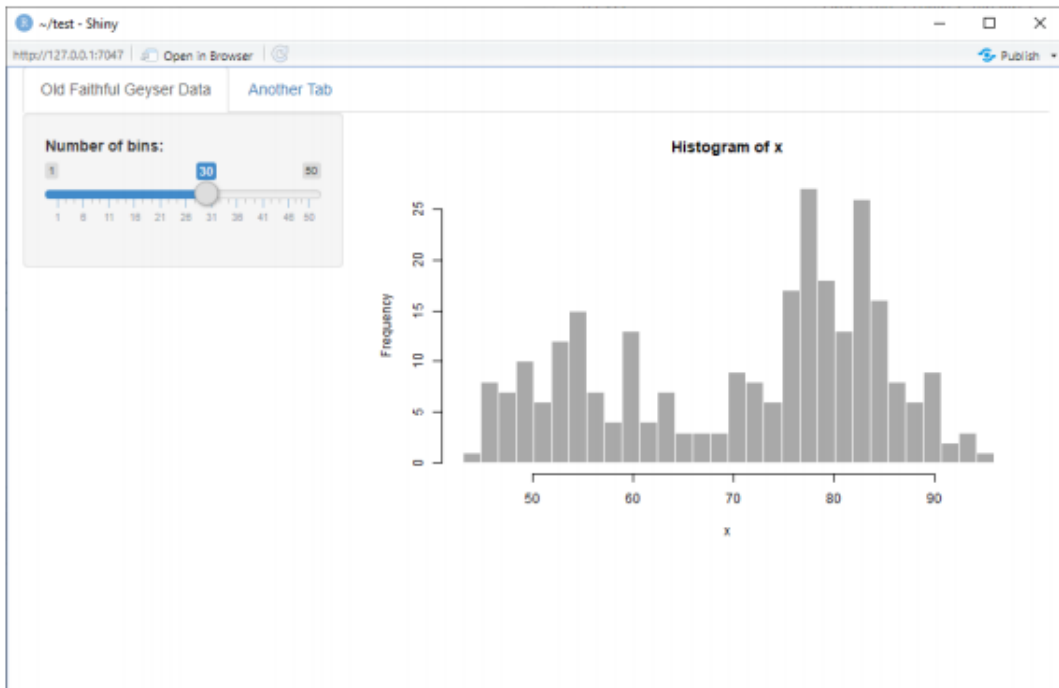 ~/test - Shiny
http://127.0.0.1:7047 Open in Browser Publish
Old Faithful Geyser Data Another Tab
Number of bins:
1 30 50
1 6 11 16 21 26 31 36 41 46 50
Histogram of x
25
20
15
10
5
0
Frequency
50 60 70 80 90
x